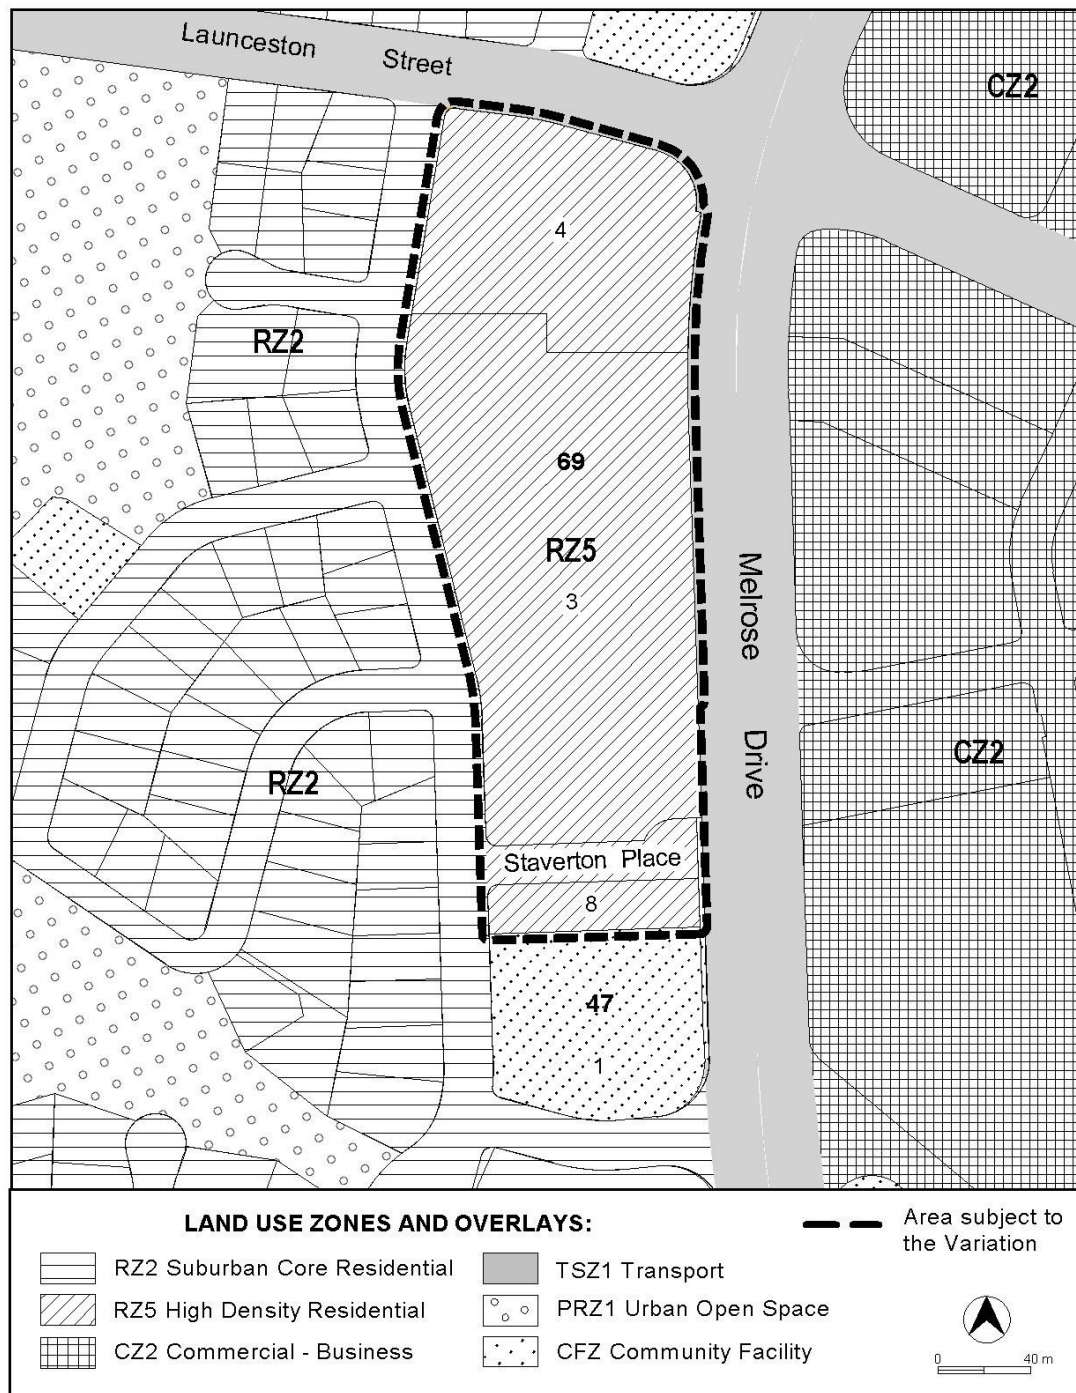 Launceston Street
CZ2
4
RZ2
69
RZ5
3
Melrose Drive
CZ2
RZ2
Staverton Place
8
47
1
LAND USE ZONES AND OVERLAYS:
Area subject to
the Variation
RZ2 Suburban Core Residential
TSZ1 Transport
RZ5 High Density Residential
PRZ1 Urban Open Space
CZ2 Commercial - Business
CFZ Community Facility
0 40 m